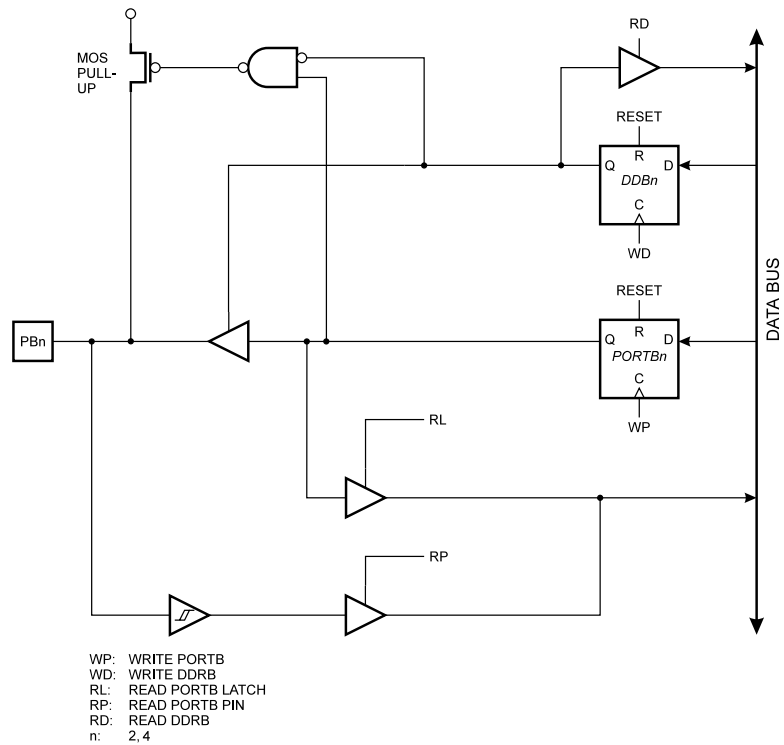 RD
MOS
PULL-
UP
RESET
R
Q
D
DDBn
C
WD
RESET
R
Q
D
PBn
PORTBn
C
WP
DATA BUS
RL
RP
WP: WRITE PORTB
WD: WRITE DDRB
RL: READ PORTB LATCH
RP: READ PORTB PIN
RD: READ DDRB
n: 2, 4